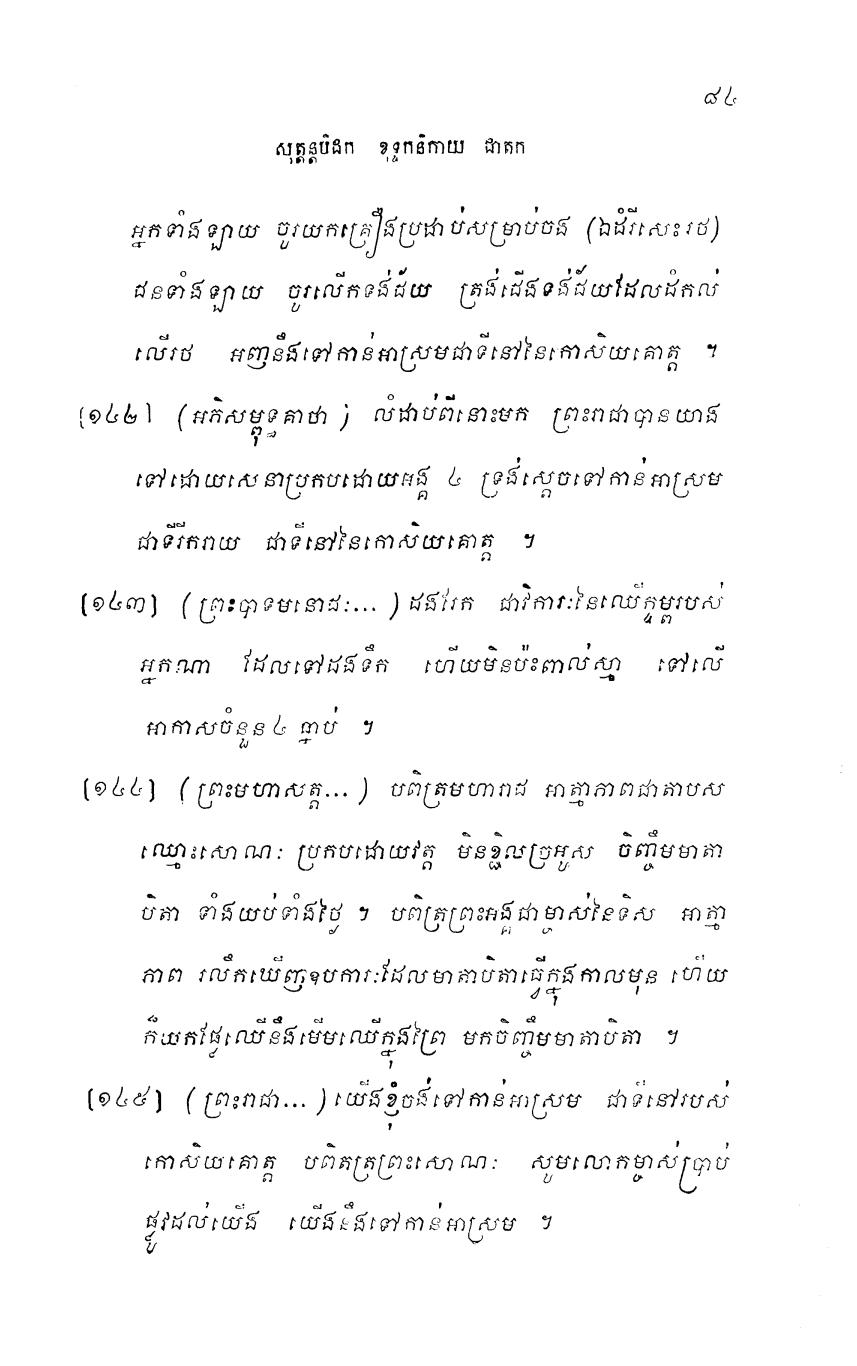 ៨៤
សុត្តន្តបិដក ខុទ្ទកនិកាយ ជាតក
អ្នកទាំងឡាយ ចូរយកគ្រឿងប្រដាប់សម្រាប់ចង (ឯដំរីសេះរថ)
ជនទាំងឡាយ ចូរលើកទង់ជ័យ ត្រង់ជើងទង់ជ័យដែលដំកល់
លើរថ អញនឹងទៅកាន់អាស្រមជាទីនៅនៃកោសិយគោត្ត ។
[១៤២] (អភិសម្ពុទ្ធគាថា) លំដាប់ពីនោះមក ព្រះរាជាបានយាង
ទៅដោយសេនាប្រកបដោយអង្គ ៤ ទ្រង់ស្តេចទៅកាន់អាស្រម
ជាទីរីករាយ ជាទីនៅនៃកោសិយគោត្ត ។
[១៤៣] (ព្រះបាទមនោជៈ...) ដងរែក ជាវិការៈនៃឈើក្ទម្ពរបស់
អ្នកណា ដែលទៅដងទឹក ហើយមិនប៉ះពាល់ស្មា ទៅលើ
អាកាសចំនួន ៤ ធ្នាប់ ។
[១៤៤] (ព្រះមហាសត្ត...) បពិត្រមហារាជ អាត្មាភាពជាតាបស
ឈ្មោះសោណៈ ប្រកបដោយវត្ត មិនខ្ជិលច្រអូស ចិញ្ចឹមមាតា
បិតា ទាំងយប់ទាំងថ្ងៃ ។ បពិត្រព្រះអង្គជាម្ចាស់នៃទិស អាត្មា
ភាព រលឹកឃើញឧបការៈដែលមាតាបិតាធ្វើក្នុងកាលមុន ហើយ
ក៏យកផ្លែឈើនឹងមើមឈើក្នុងព្រៃ មកចិញ្ចឹមមាតាបិតា ។
[១៤៥] (ព្រះរាជា...) យើងខ្ញុំចង់ទៅកាន់អាស្រម ជាទីនៅរបស់
កោសិយគោត្ត បពិតត្រព្រះសោណៈ សូមលោកម្ចាស់ប្រាប់
ផ្លូវដល់យើង យើងនឹងទៅកាន់អាស្រម ។